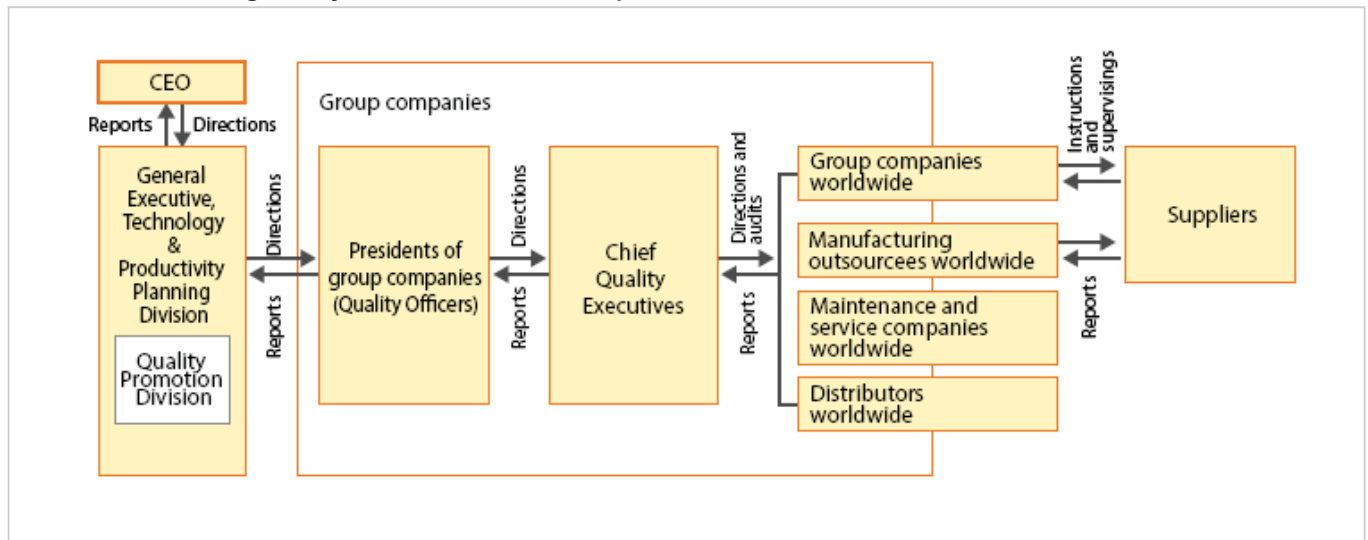 CEO
Reports
Directions
General
Executive,
Technology
&
Productivity
Planning
Division
Quality
Promotion
Division
Directions
Reports
Group companies
Presidents of
group companies
(Quality Officers)
Directions
Reports
Chief
Quality
Executives
Directions and
audits
Reports
Group companies
worldwide
Manufacturing
outsourcees worldwide
Maintenance and
service companies
worldwide
Distributors
worldwide
Instructions
and
supervisings
Reports
Suppliers